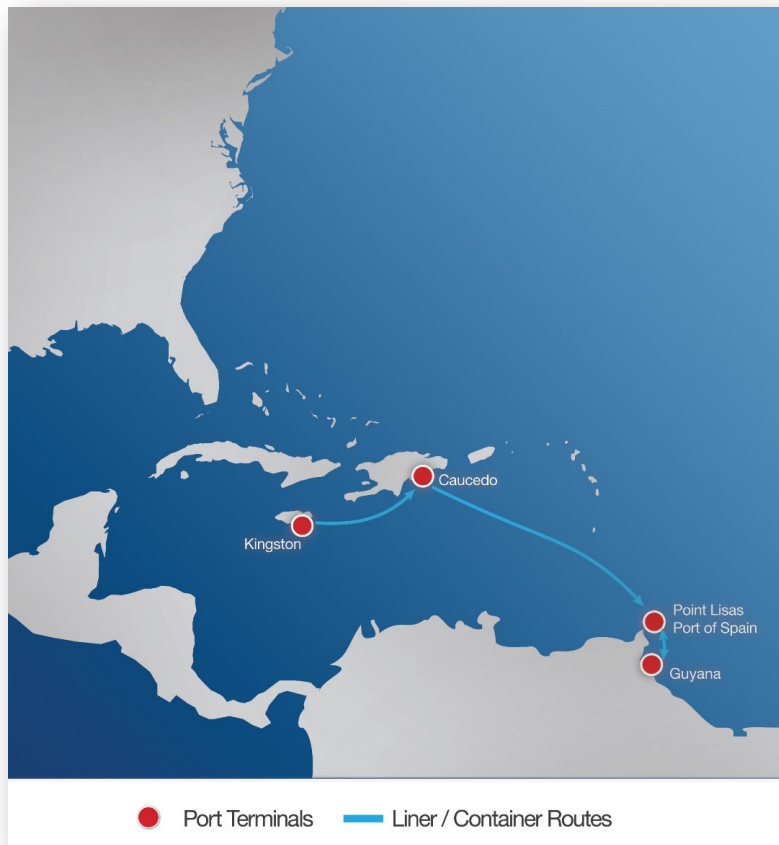 Caucedo
Kingston
Point Lisas
Port of Spain
Guyana
Port Terminals
Liner / Container Routes